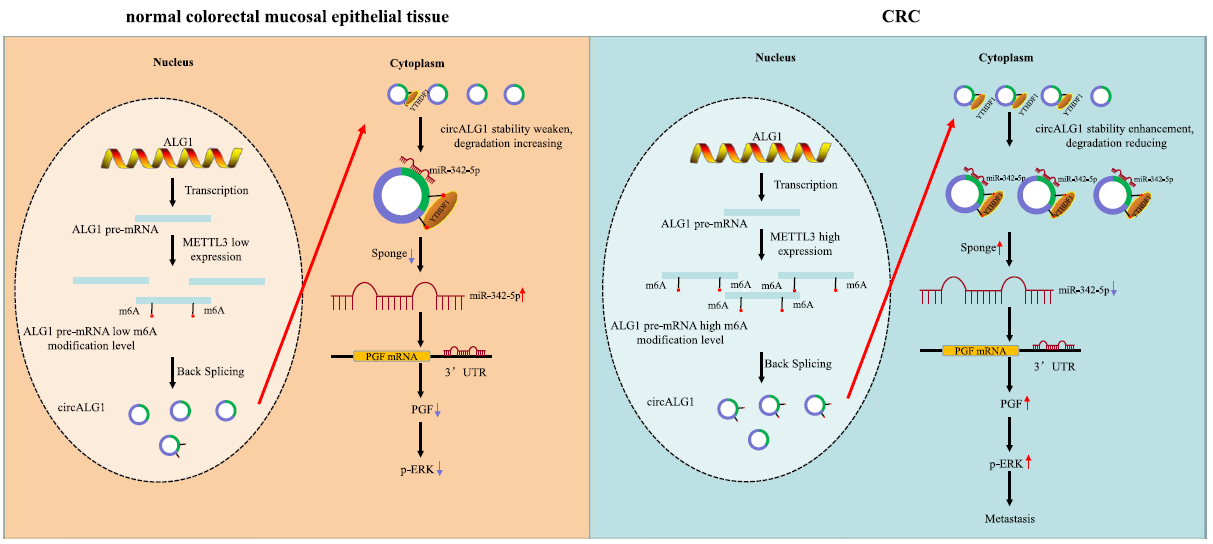 normal colorectal mucosal epithelial tissue
Nucleus
ALG1
Transcription
ALG1 pre-mRNA
METTL3 low
expression
m6A
m6A
ALG1 pre-mRNA low m6A
modification level
Back Splicing
circALG1
Cytoplasm
YTHDF1
circALG1 stability weaken,
degradation increasing
miR-342-5p
YTHDF1
Sponge
miR-342-5p
PGF mRNA
3' UTR
PGF
p-ERK
CRC
Nucleus
ALG1
Transcription
ALG1 pre-mRNA
METTL3 high
expressiom
m6A
m6A
m6A
m6A
ALG1 pre-mRNA high m6A
modification level
Back Splicing
circALG1
Cytoplasm
YTHDF1
YTHDF1
YTHDF1
circALG1 stability enhancement,
degradation reducing
miR-342-5p
miR-342-5p
miR-342-5p
YTHDF1
YTHDF1
YTHDF1
Sponge
miR-342-5p
PGF mRNA
3' UTR
PGF
p-ERK
Metastasis